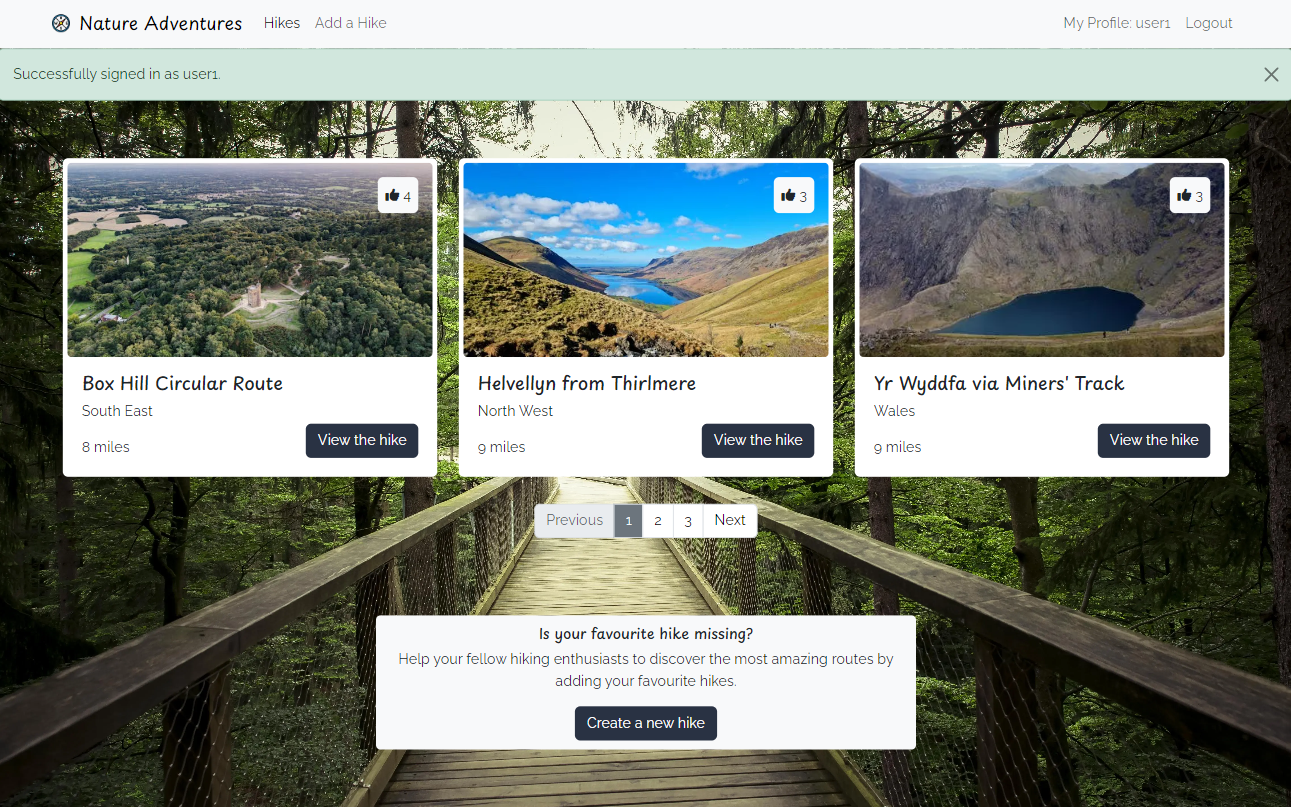 Nature Adventures Hikes Add a Hike My Profile: user1 Logout
Successfully signed in as user1.
4
3
3
Box Hill Circular Route
South East
8 miles
View the hike
Helvellyn from Thirlmere
North West
9 miles
View the hike
Yr Wyddfa via Miners' Track
Wales
9 miles
View the hike
Previous 1 2 3 Next
Is your favourite hike missing?
Help your fellow hiking enthusiasts to discover the most amazing routes by
adding your favourite hikes.
Create a new hike